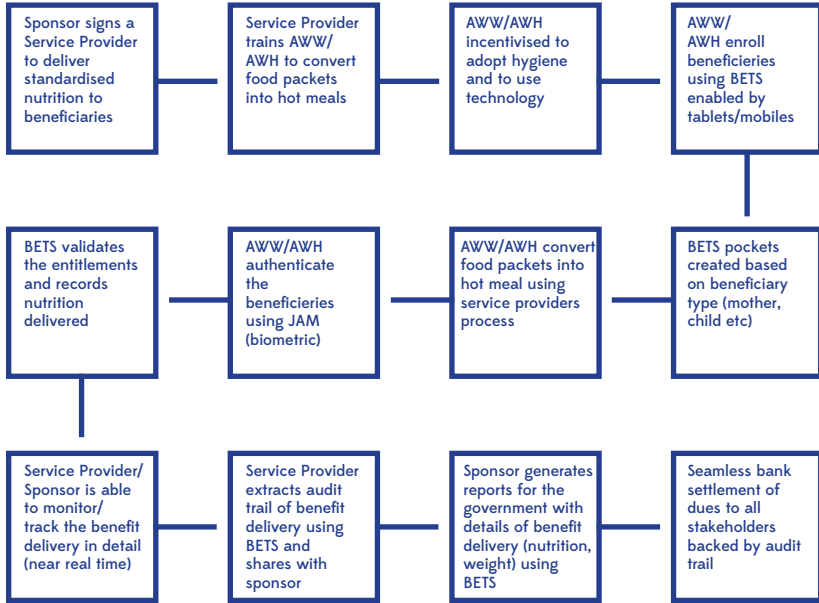 Sponsor signs a
Service Provider
to deliver
standardised
nutrition to
beneficiaries
Service Provider
trains AWW/
AWH to convert
food packets
into hot meals
AWW/AWH
incentivised to
adopt hygiene
and to use
technology
AWW/
AWH enroll
beneficieries
using BETS
enabled by
tablets/mobiles
BETS pockets
created based
on beneficiary
type (mother,
child etc)
AWW/AWH convert
food packets into
hot meal using
service providers
process
AWW/AWH
authenticate
the
beneficieries
using JAM
(biometric)
BETS validates
the entitlements
and records
nutrition
delivered
Service Provider/
Sponsor is able
to monitor/
track the benefit
delivery in detail
(near real time)
Service Provider
extracts audit
trail of benefit
delivery using
BETS and
shares with
sponsor
Sponsor generates
reports for the
government with
details of benefit
delivery (nutrition,
weight) using
BETS
Seamless bank
settlement of
dues to all
stakeholders
backed by audit
trail